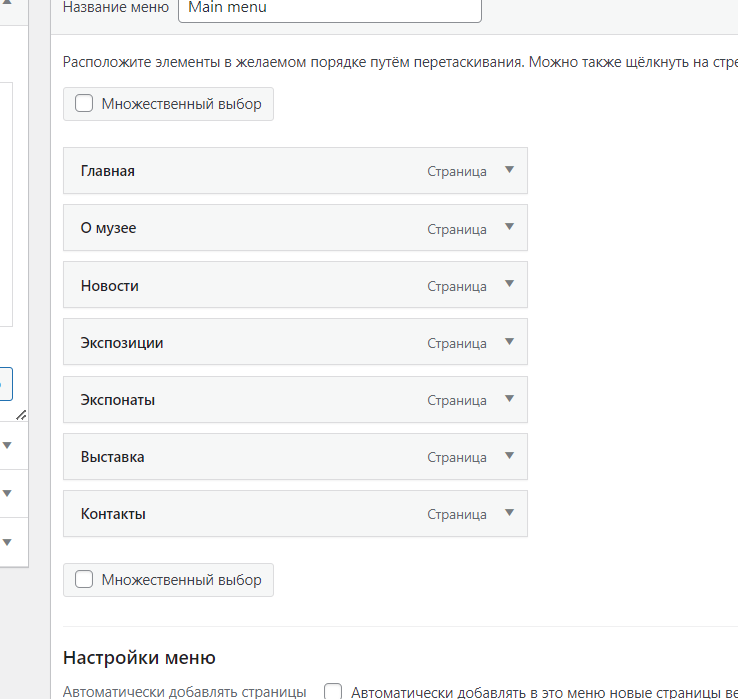 Название меню Main menu
Расположите элементы в желаемом порядке путём перетаскивания. Можно также щёлкнуть на
Множественный выбор
Главная Страница
О музее Страница
Новости Страница
Экспозиции Страница
Экспонаты Страница
Выставка Страница
Контакты Страница
Множественный выбор
Настройки меню
Автоматически добавлять страницы Автоматически добавлять в это меню новые страницы